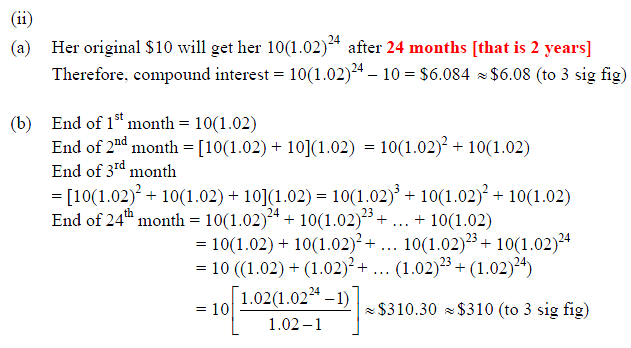 (ii)
(a) Her original $10 will get her 10(1.02)²⁴ after 24 months [that is 2 years]
Therefore, compound interest = 10(1.02)²⁴ – 10 = $6.084 ≈ $6.08 (to 3 sig fig)
(b) End of 1ˢᵗ month = 10(1.02)
End of 2ⁿᵈ month = [10(1.02) + 10](1.02) = 10(1.02)² + 10(1.02)
End of 3ʳᵈ month
= [10(1.02)² + 10(1.02) + 10](1.02) = 10(1.02)³ + 10(1.02)² + 10(1.02)
End of 24ᵗʰ month = 10(1.02)²⁴ + 10(1.02)²³ + … + 10(1.02)
= 10(1.02) + 10(1.02)² + … 10(1.02)²³ + 10(1.02)²⁴
= 10 ((1.02) + (1.02)² + … (1.02)²³ + (1.02)²⁴)
= 10[1.02(1.02²⁴ – 1) / 1.02 – 1] ≈ $310.30 ≈ $310 (to 3 sig fig)